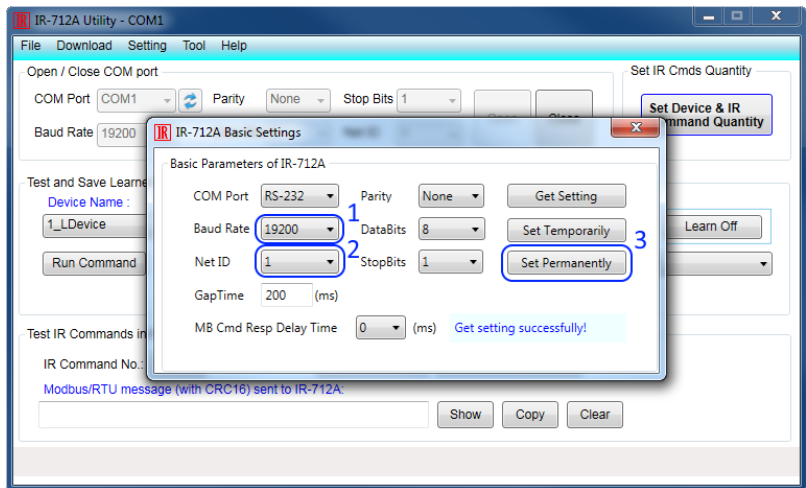 IR-712A Utility - COM1
File Download Setting Tool Help
Open / Close COM port
Set IR Cmds Quantity
COM Port COM1 Parity None Stop Bits 1
Set Device & IR
mmand Quantity
Baud Rate 19200
Close
IR-712A Basic Settings
Basic Parameters of IR-712A
COM Port RS-232 Parity None Get Setting
Baud Rate 19200 1 DataBits 8 Set Temporarily
Net ID 1 2 StopBits 1 Set Permanently 3
GapTime 200 (ms)
MB Cmd Resp Delay Time 0 (ms) Get setting successfully!
Test and Save Learne
Device Name :
1_LDevice
Learn Off
Run Command
Test IR Commands in
IR Command No.:
Modbus/RTU message (with CRC16) sent to IR-712A:
Show Copy Clear